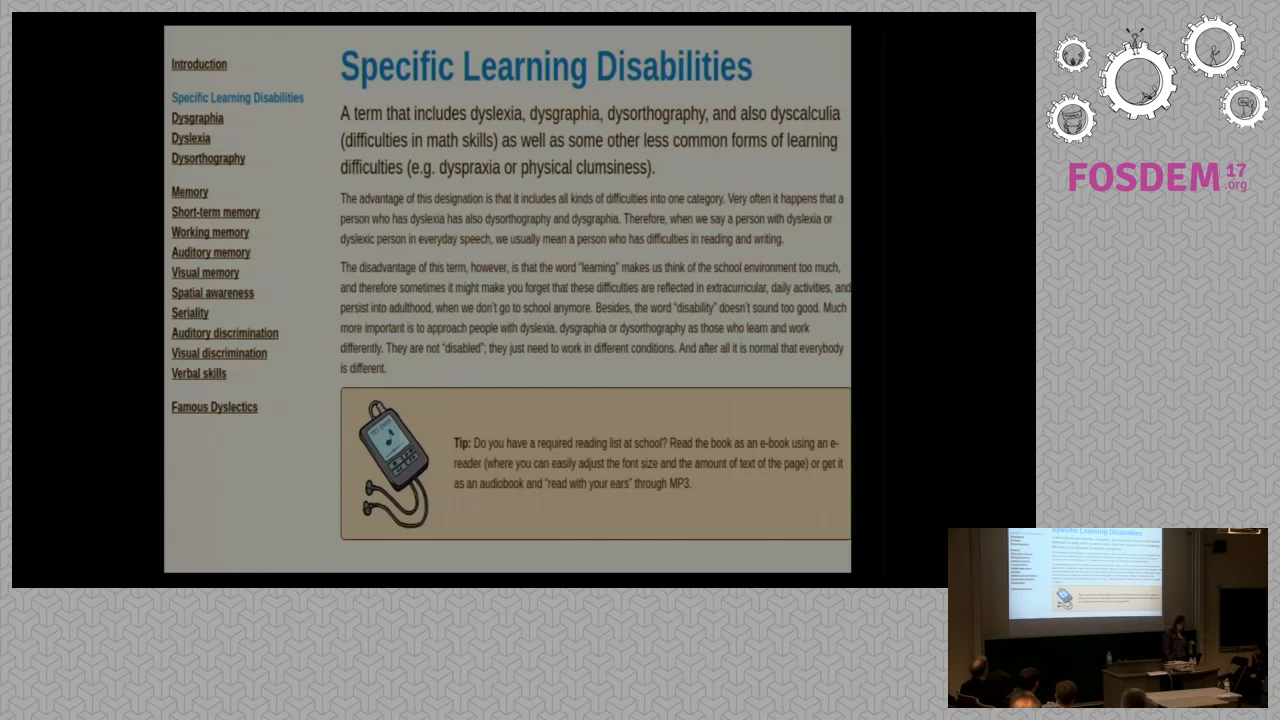 Introduction
Specific Learning Disabilities
Dysgraphia
Dyslexia
Dysorthography
Memory
Short-term memory
Working memory
Auditory memory
Visual memory
Spatial awareness
Seriality
Auditory discrimination
Visual discrimination
Verbal skills
Famous Dyslectics
Specific Learning Disabilities
A term that includes dyslexia, dysgraphia, dysorthography, and also dyscalculia
(difficulties in math skills) as well as some other less common forms of learning
difficulties (e.g. dyspraxia or physical clumsiness).
The advantage of this designation is that it includes all kinds of difficulties into one category. Very often it happens that a
person who has dyslexia has also dysorthography and dysgraphia. Therefore, when we say a person with dyslexia or
dyslexic person in everyday speech, we usually mean a person who has difficulties in reading and writing.
The disadvantage of this term, however, is that the word “learning” makes us think of the school environment too much,
and therefore sometimes it might make you forget that these difficulties are reflected in extracurricular, daily activities, and
persist into adulthood, when we don’t go to school anymore. Besides, the word “disability” doesn’t sound too good. Much
more important is to approach people with dyslexia, dysgraphia or dysorthography as those who learn and work
differently. They are not “disabled”; they just need to work in different conditions. And after all it is normal that everybody
is different.
Tip: Do you have a required reading list at school? Read the book as an e-book using an e-
reader (where you can easily adjust the font size and the amount of text of the page) or get it
as an audiobook and “read with your ears” through MP3.
FOSDEM 17
.org
Specific Learning Disabilities